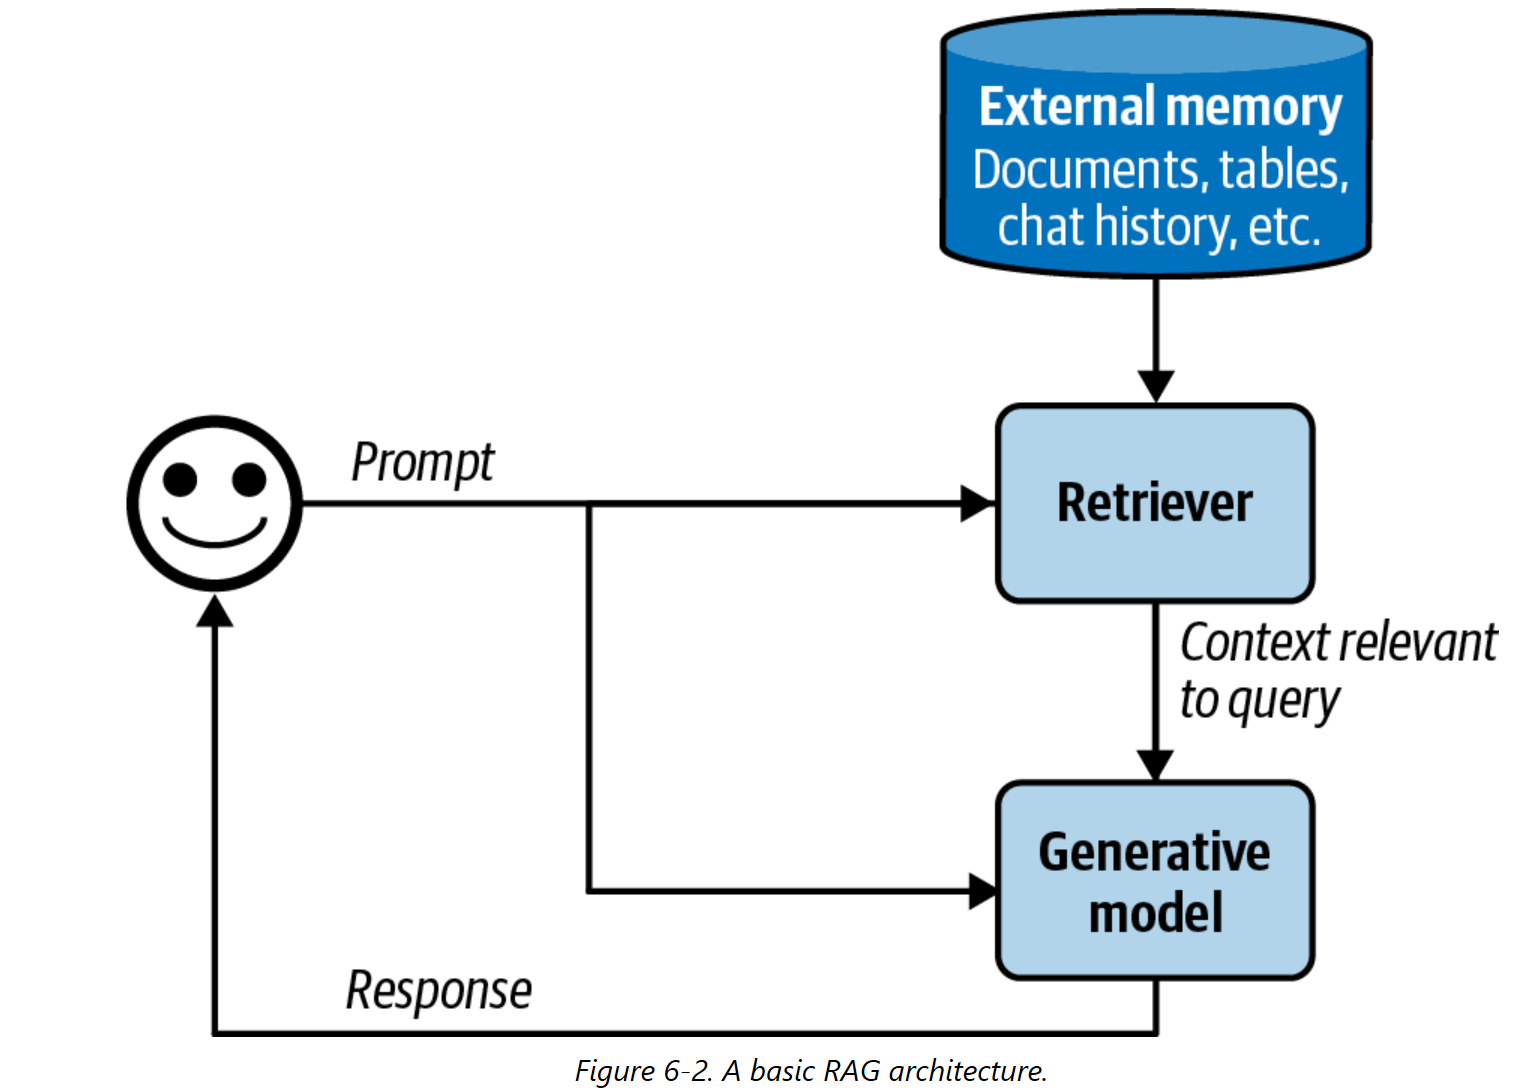 External memory
Documents, tables,
chat history, etc.
Prompt
Retriever
Context relevant
to query
Generative
model
Response
Figure 6-2. A basic RAG architecture.